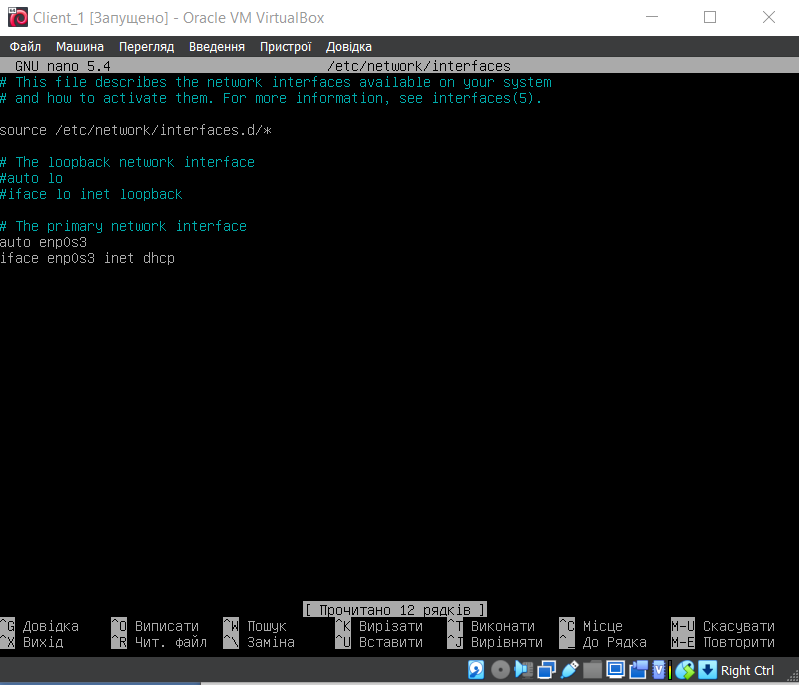 Client_1 [Запущено] - Oracle VM VirtualBox
Файл Машина Перегляд Введення Пристрої Довідка
GNU nano 5.4 /etc/network/interfaces
# This file describes the network interfaces available on your system
# and how to activate them. For more information, see interfaces(5).
source /etc/network/interfaces.d/*
# The loopback network interface
#auto lo
#iface lo inet loopback
# The primary network interface
auto enp0s3
iface enp0s3 inet dhcp
[ Прочитано 12 рядків ]
^G Довідка ^O Виписати ^W Пошук ^K Вирізати ^T Виконати ^C Місце M-U Скасувати
^X Вихід ^R Чит. файл ^\ Заміна ^U Вставити ^J Вирівняти ^_ До Рядка M-E Повторити
Right Ctrl